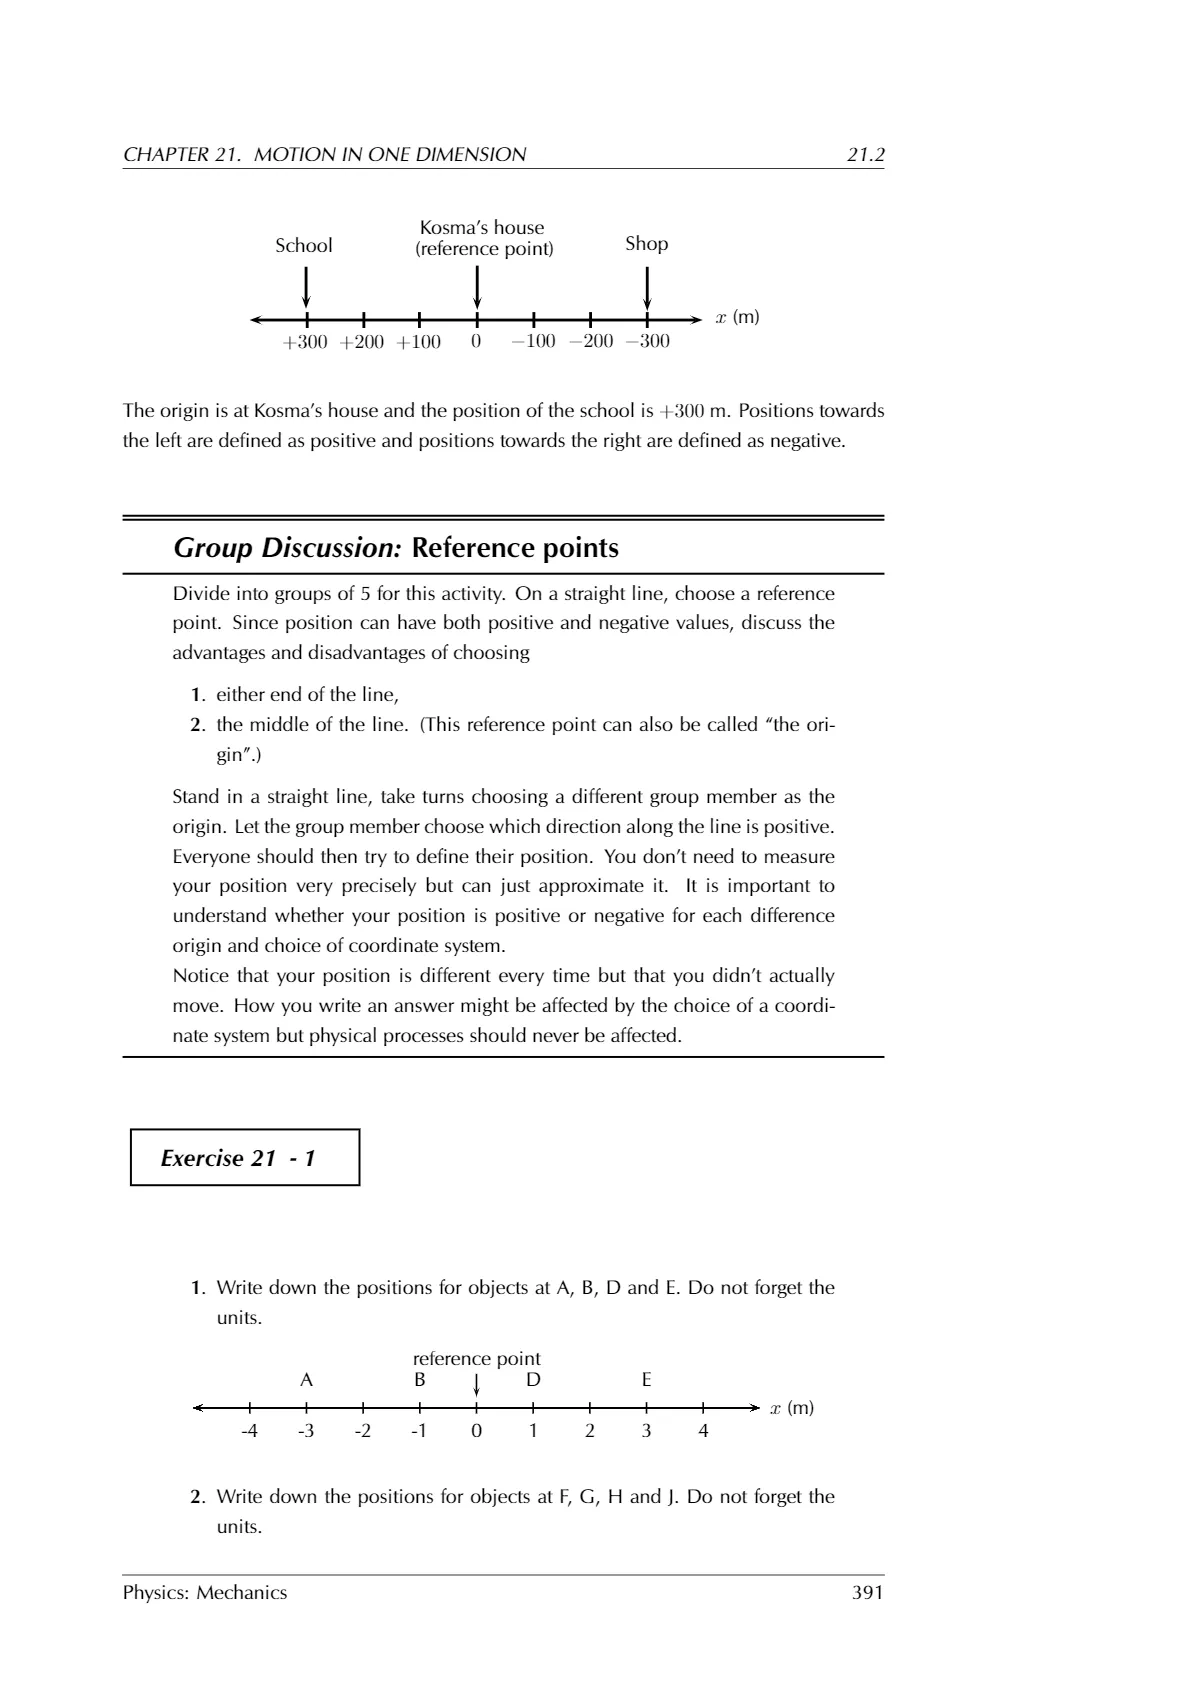 CHAPTER 21. MOTION IN ONE DIMENSION 21.2
Kosma’s house
School (reference point) Shop
x (m)
+300 +200 +100 0 −100 −200 −300
The origin is at Kosma’s house and the position of the school is +300 m. Positions towards
the left are defined as positive and positions towards the right are defined as negative.
Group Discussion: Reference points
Divide into groups of 5 for this activity. On a straight line, choose a reference
point. Since position can have both positive and negative values, discuss the
advantages and disadvantages of choosing
1. either end of the line,
2. the middle of the line. (This reference point can also be called “the ori-
gin”.)
Stand in a straight line, take turns choosing a different group member as the
origin. Let the group member choose which direction along the line is positive.
Everyone should then try to define their position. You don’t need to measure
your position very precisely but can just approximate it. It is important to
understand whether your position is positive or negative for each difference
origin and choice of coordinate system.
Notice that your position is different every time but that you didn’t actually
move. How you write an answer might be affected by the choice of a coordi-
nate system but physical processes should never be affected.
Exercise 21 - 1
1. Write down the positions for objects at A, B, D and E. Do not forget the
units.
reference point
A B D E
x (m)
-4 -3 -2 -1 0 1 2 3 4
2. Write down the positions for objects at F, G, H and J. Do not forget the
units.
Physics: Mechanics 391